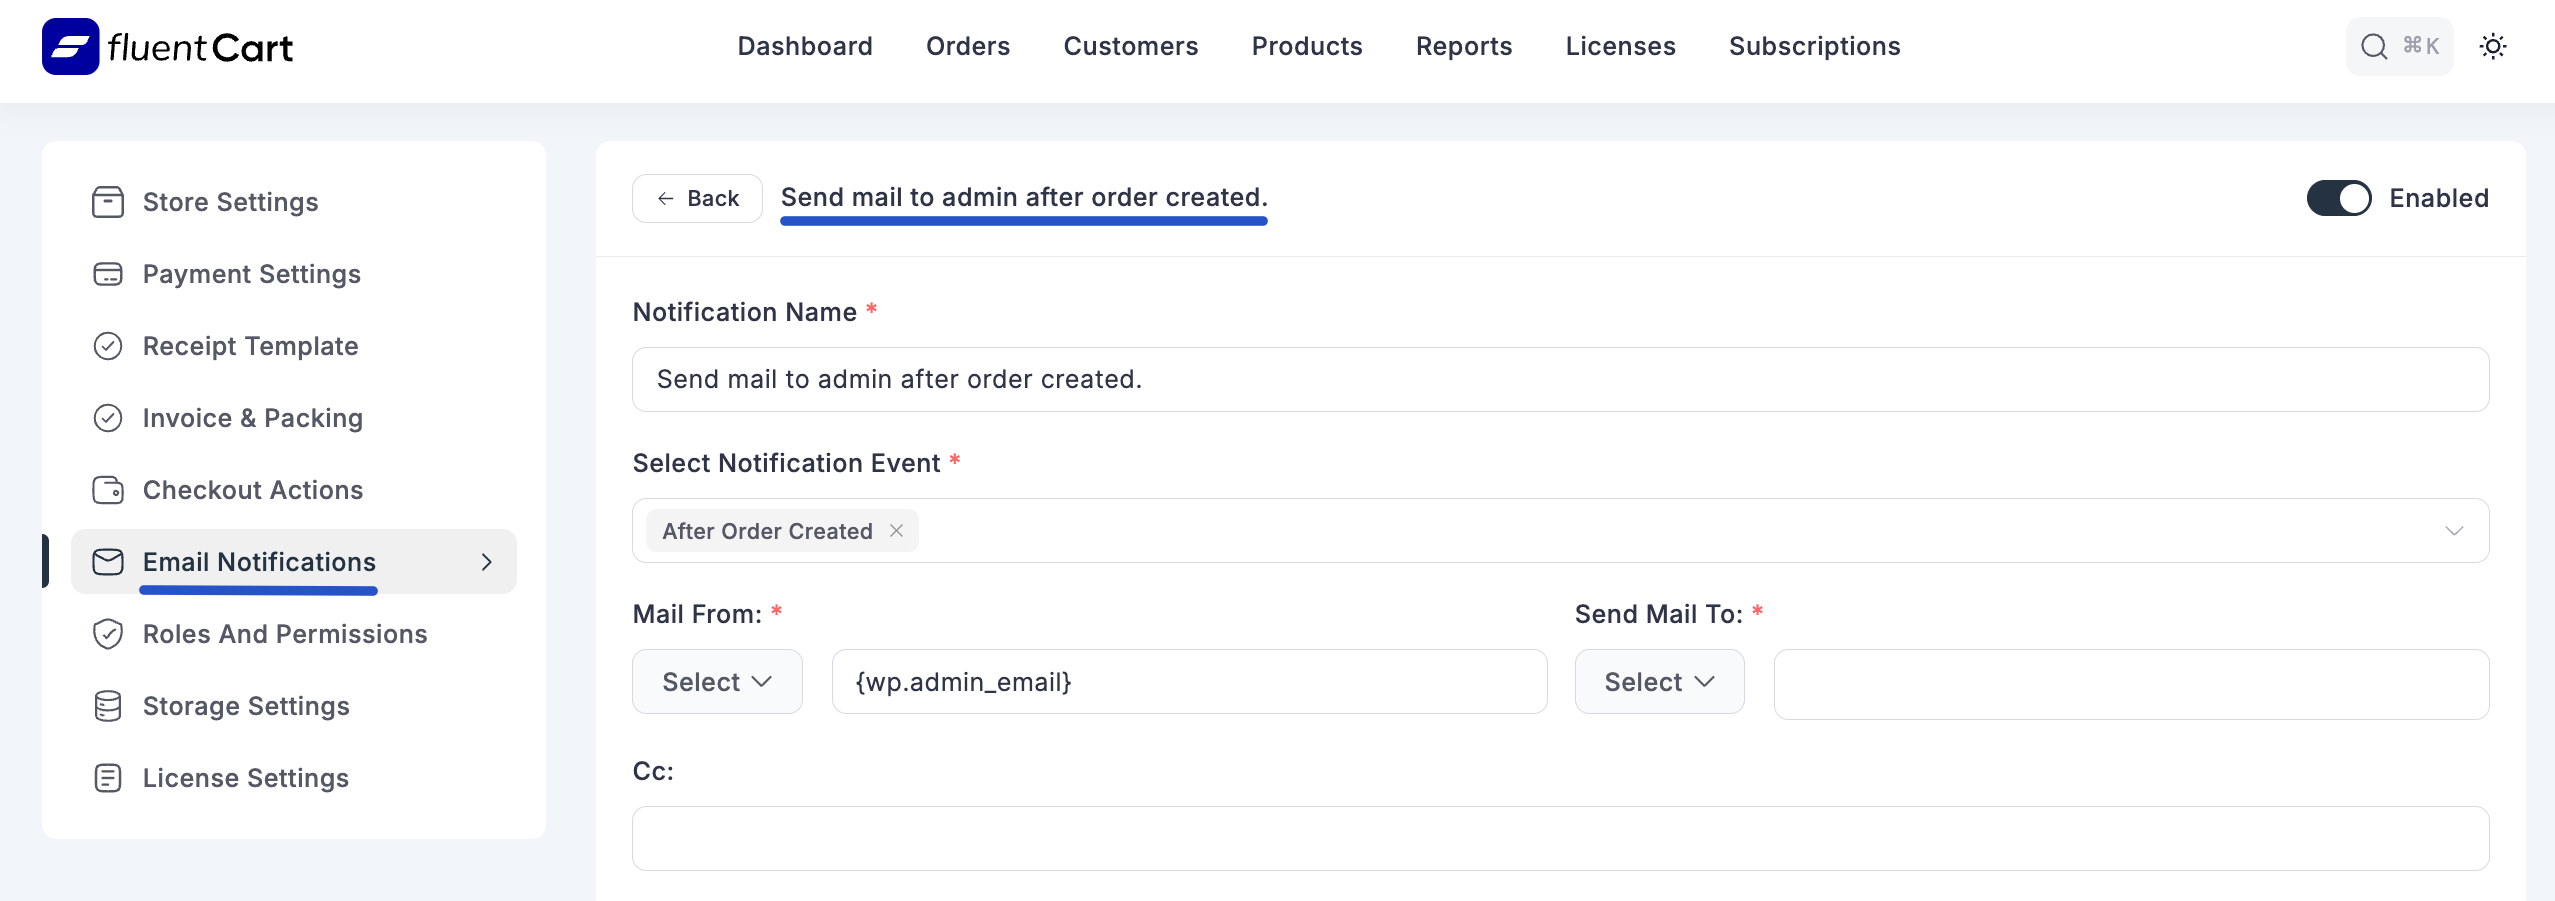 fluentCart
Dashboard Orders Customers Products Reports Licenses Subscriptions
⌘K
Store Settings
Payment Settings
Receipt Template
Invoice & Packing
Checkout Actions
Email Notifications
Roles And Permissions
Storage Settings
License Settings
← Back Send mail to admin after order created. Enabled
Notification Name *
Send mail to admin after order created.
Select Notification Event *
After Order Created ×
Mail From: * Send Mail To: *
Select {wp.admin_email} Select
Cc: